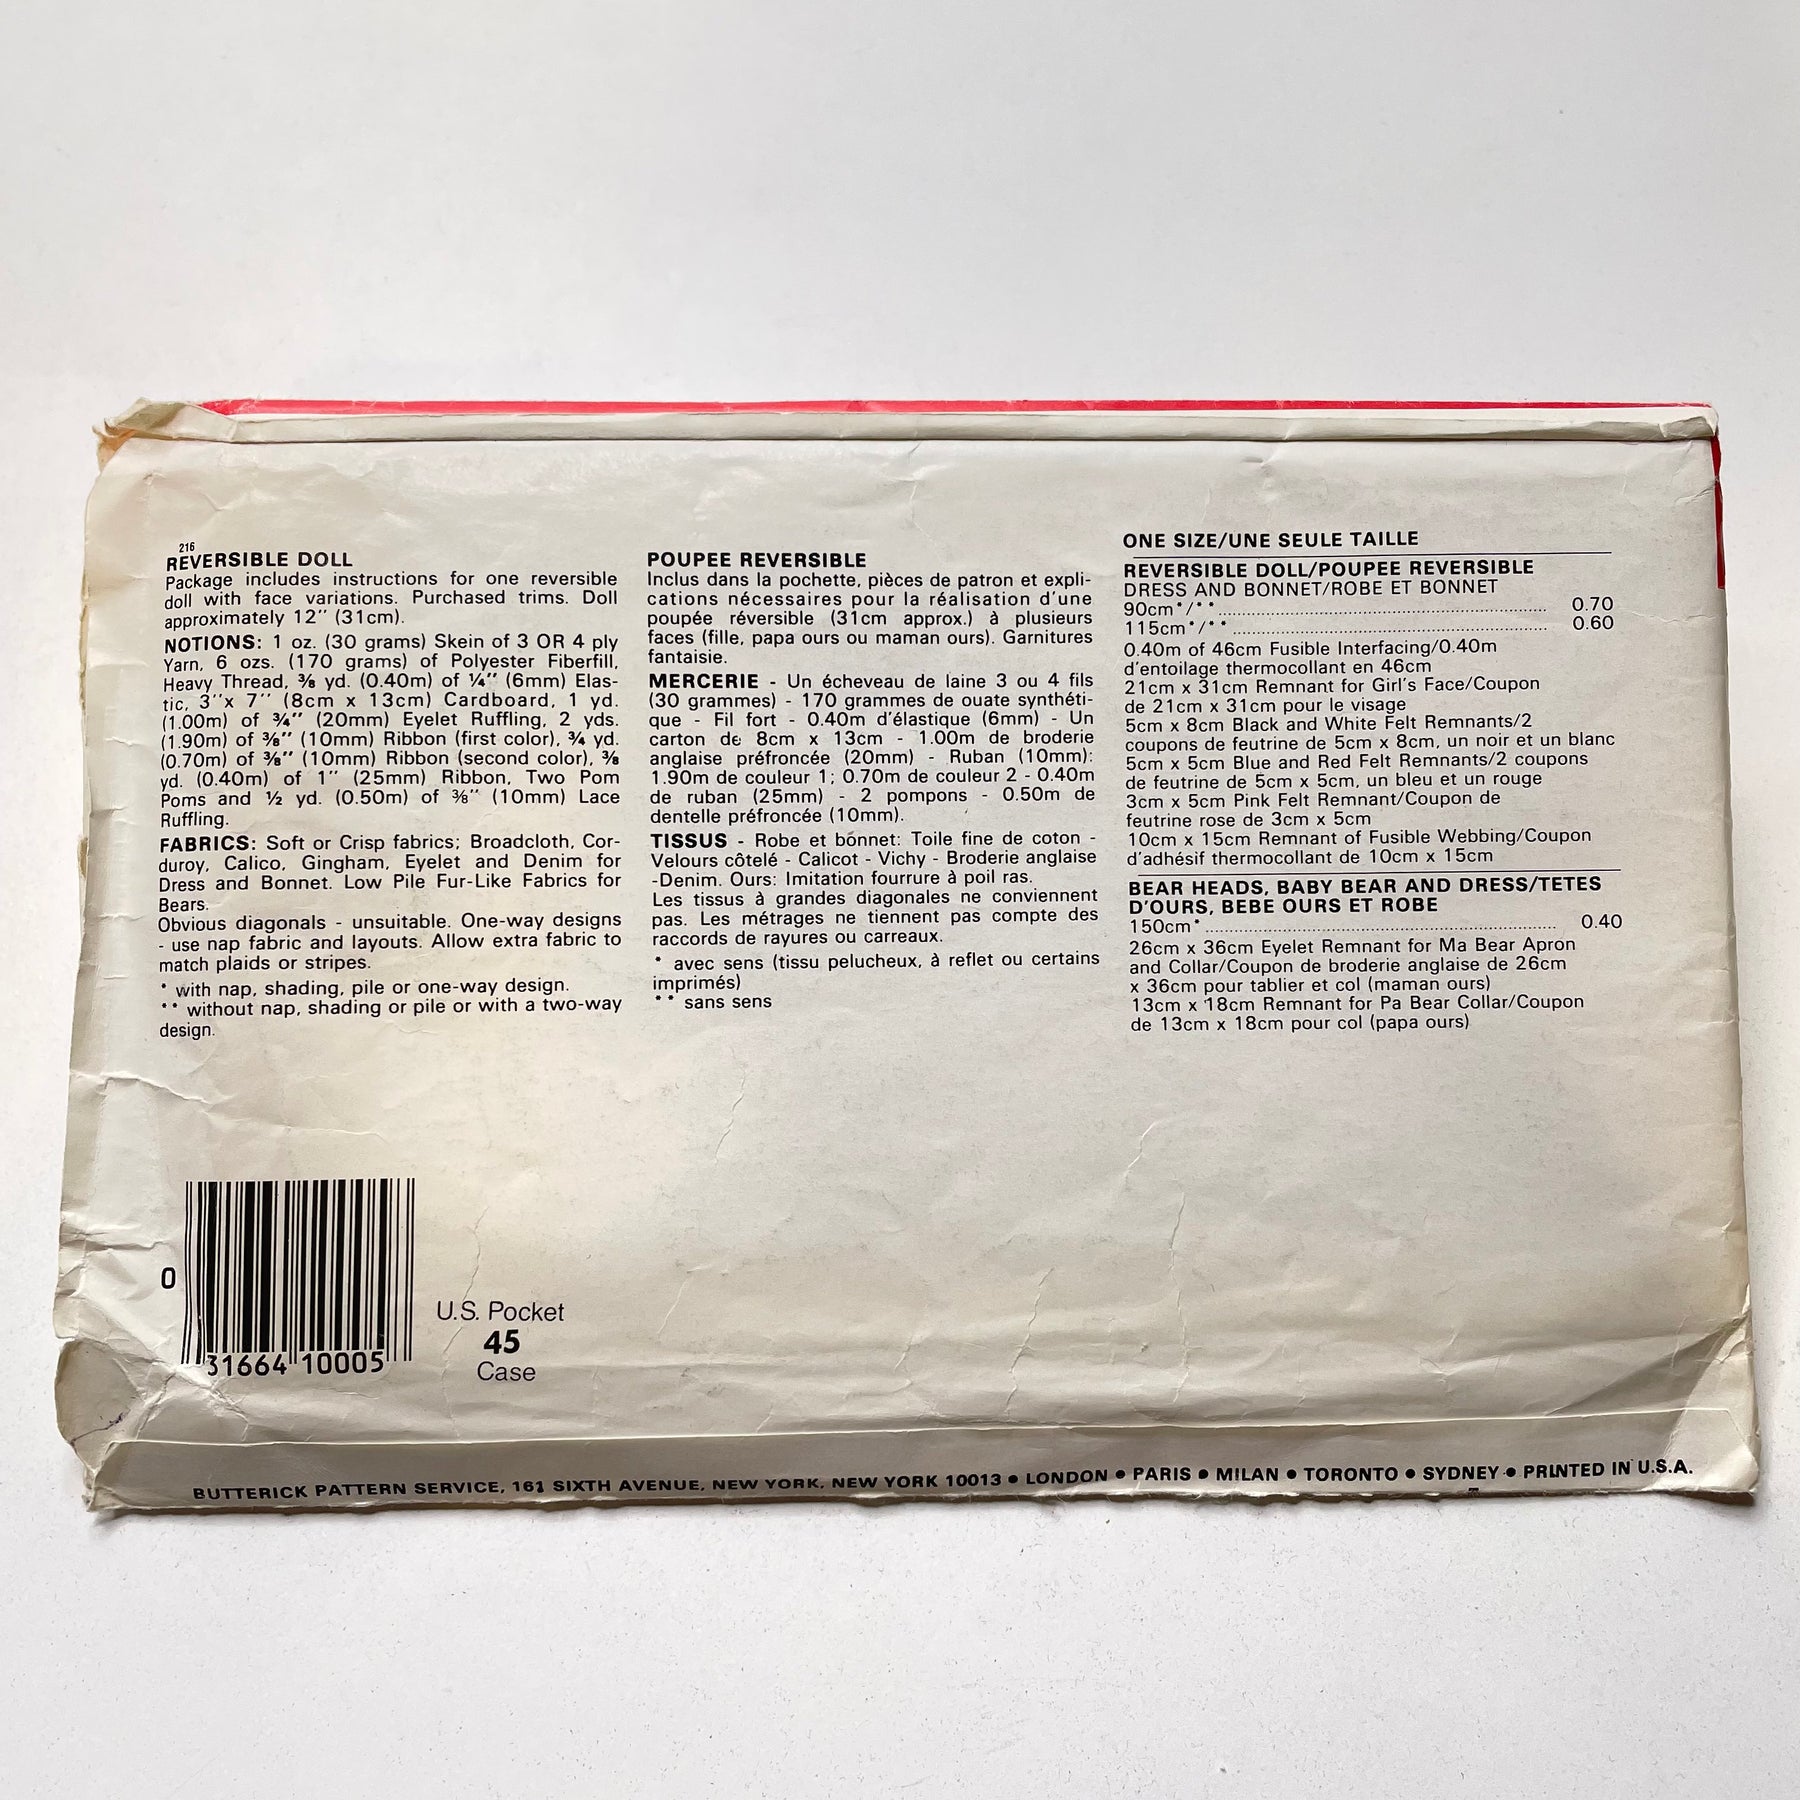 216
REVERSIBLE DOLL
Package includes instructions for one reversible
doll with face variations. Purchased trims. Doll
approximately 12'' (31cm).
NOTIONS: 1 oz. (30 grams) Skein of 3 OR 4 ply
Yarn, 6 ozs. (170 grams) of Polyester Fiberfill,
Heavy Thread, ⅜ yd. (0.40m) of ¼'' (6mm) Elas-
tic, 3''x 7'' (8cm x 13cm) Cardboard, 1 yd.
(1.00m) of ¾'' (20mm) Eyelet Ruffling, 2 yds.
(1.90m) of ⅜'' (10mm) Ribbon (first color), ¾ yd.
(0.70m) of ⅜'' (10mm) Ribbon (second color), ⅜
yd. (0.40m) of 1'' (25mm) Ribbon, Two Pom
Poms and ½ yd. (0.50m) of ⅜'' (10mm) Lace
Ruffling.
FABRICS: Soft or Crisp fabrics; Broadcloth, Cor-
duroy, Calico, Gingham, Eyelet and Denim for
Dress and Bonnet. Low Pile Fur-Like Fabrics for
Bears.
Obvious diagonals - unsuitable. One-way designs
- use nap fabric and layouts. Allow extra fabric to
match plaids or stripes.
* with nap, shading, pile or one-way design.
** without nap, shading or pile or with a two-way
design.
POUPEE REVERSIBLE
Inclus dans la pochette, pièces de patron et expli-
cations nécessaires pour la réalisation d'une
poupée réversible (31cm approx.) à plusieurs
faces (fille, papa ours ou maman ours). Garnitures
fantaisie.
MERCERIE - Un écheveau de laine 3 ou 4 fils
(30 grammes) - 170 grammes de ouate synthéti-
que - Fil fort - 0.40m d'élastique (6mm) - Un
carton de 8cm x 13cm - 1.00m de broderie
anglaise préfroncée (20mm) - Ruban (10mm):
1.90m de couleur 1; 0.70m de couleur 2 - 0.40m
de ruban (25mm) - 2 pompons - 0.50m de
dentelle préfroncée (10mm).
TISSUS - Robe et bonnet: Toile fine de coton -
Velours côtelé - Calicot - Vichy - Broderie anglaise
-Denim. Ours: Imitation fourrure à poil ras.
Les tissus à grandes diagonales ne conviennent
pas. Les métrages ne tiennent pas compte des
raccords de rayures ou carreaux.
* avec sens (tissu pelucheux, à reflet ou certains
imprimés)
** sans sens
ONE SIZE/UNE SEULE TAILLE
REVERSIBLE DOLL/POUPEE REVERSIBLE
DRESS AND BONNET/ROBE ET BONNET
90cm*/** 0.70
115cm*/** 0.60
0.40m of 46cm Fusible Interfacing/0.40m
d'entoilage thermocollant en 46cm
21cm x 31cm Remnant for Girl's Face/Coupon
de 21cm x 31cm pour le visage
5cm x 8cm Black and White Felt Remnants/2
coupons de feutrine de 5cm x 8cm, un noir et un blanc
5cm x 5cm Blue and Red Felt Remnants/2 coupons
de feutrine de 5cm x 5cm, un bleu et un rouge
3cm x 5cm Pink Felt Remnant/Coupon de
feutrine rose de 3cm x 5cm
10cm x 15cm Remnant of Fusible Webbing/Coupon
d'adhésif thermocollant de 10cm x 15cm
BEAR HEADS, BABY BEAR AND DRESS/TETES
D'OURS, BEBE OURS ET ROBE
150cm* 0.40
26cm x 36cm Eyelet Remnant for Ma Bear Apron
and Collar/Coupon de broderie anglaise de 26cm
x 36cm pour tablier et col (maman ours)
13cm x 18cm Remnant for Pa Bear Collar/Coupon
de 13cm x 18cm pour col (papa ours)
0 31664 10005
U.S. Pocket
45
Case
BUTTERICK PATTERN SERVICE, 161 SIXTH AVENUE, NEW YORK, NEW YORK 10013 ● LONDON ● PARIS ● MILAN ● TORONTO ● SYDNEY ● PRINTED IN U.S.A.